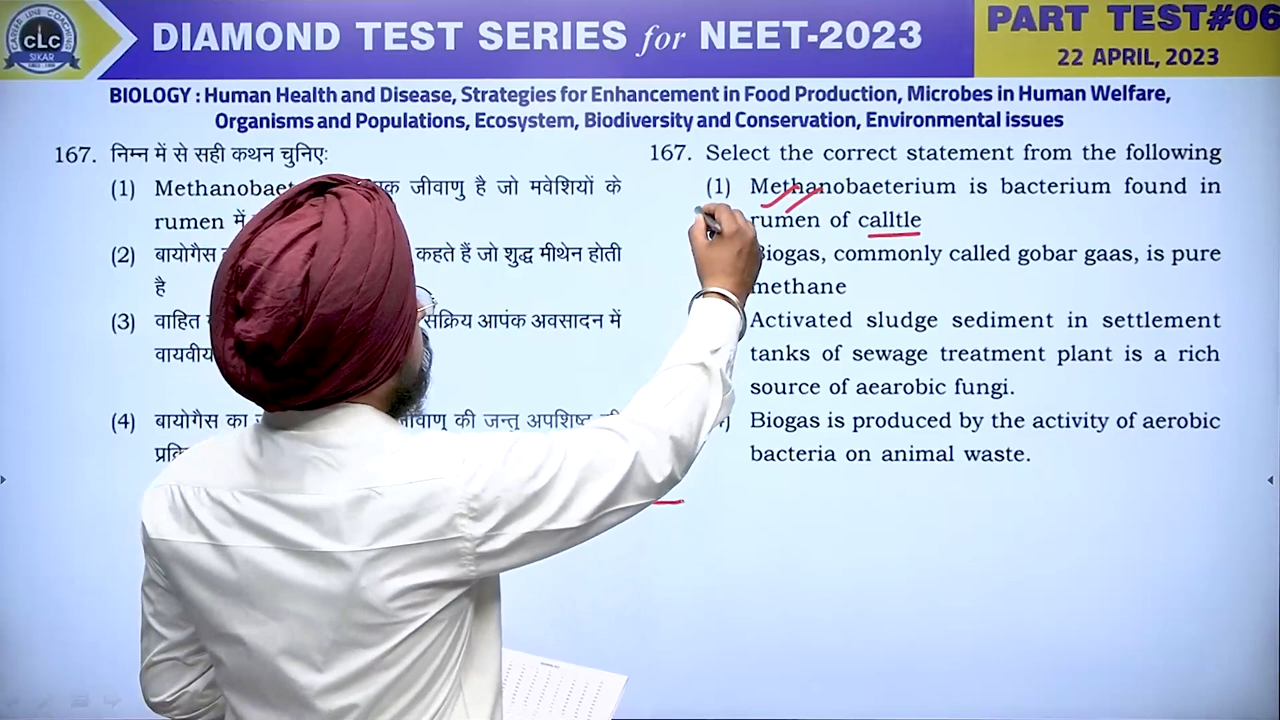 CLC
SIKAR
DIAMOND TEST SERIES for NEET-2023
PART TEST#06
22 APRIL, 2023
BIOLOGY : Human Health and Disease, Strategies for Enhancement in Food Production, Microbes in Human Welfare,
Organisms and Populations, Ecosystem, Biodiversity and Conservation, Environmental issues
167. निम्न में से सही कथन चुनिएः
(1) जीवाणु है जो मवेशियों के
rumen में
(2) बायोगैस कहते हैं जो शुद्ध मीथेन होती
है
(3) वाहित सक्रिय आपंक अवसादन में
(4) बायोगैस का जीवाणु की जन्तु अपशिष्ट
167. Select the correct statement from the following
(1) Methanobaeterium is bacterium found in
rumen of calltle
Biogas, commonly called gobar gaas, is pure
methane
Activated sludge sediment in settlement
tanks of sewage treatment plant is a rich
source of aearobic fungi.
Biogas is produced by the activity of aerobic
bacteria on animal waste.